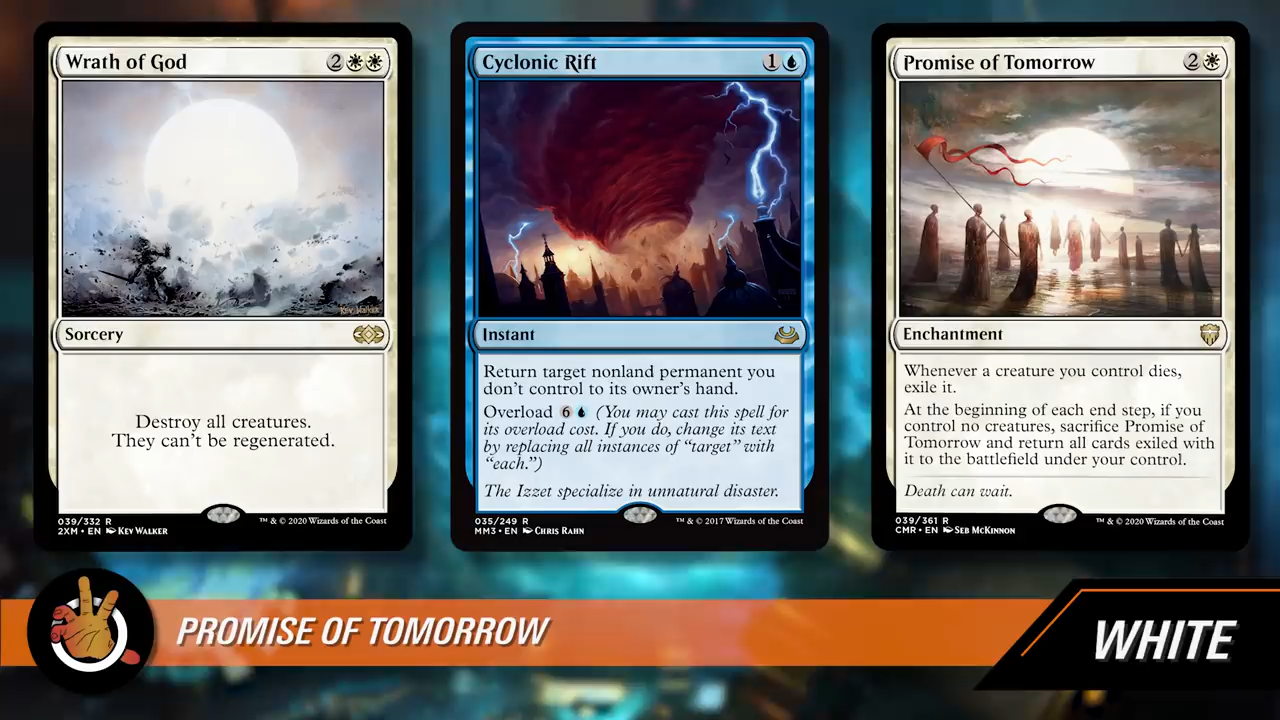 Wrath of God 2
Sorcery
Destroy all creatures.
They can't be regenerated.
039/332 R
2XM • EN Kev Walker
™ & © 2020 Wizards of the Coast
Cyclonic Rift 1
Instant
Return target nonland permanent you
don't control to its owner's hand.
Overload 6 (You may cast this spell for
its overload cost. If you do, change its text
by replacing all instances of "target" with
"each.")
The Izzet specialize in unnatural disaster.
035/249 R
MM3 • EN Chris Rahn
™ & © 2017 Wizards of the Coast
Promise of Tomorrow 2
Enchantment
Whenever a creature you control dies,
exile it.
At the beginning of each end step, if you
control no creatures, sacrifice Promise of
Tomorrow and return all cards exiled with
it to the battlefield under your control.
Death can wait.
039/361 R
CMR • EN Seb McKinnon
™ & © 2020 Wizards of the Coast
PROMISE OF TOMORROW
WHITE